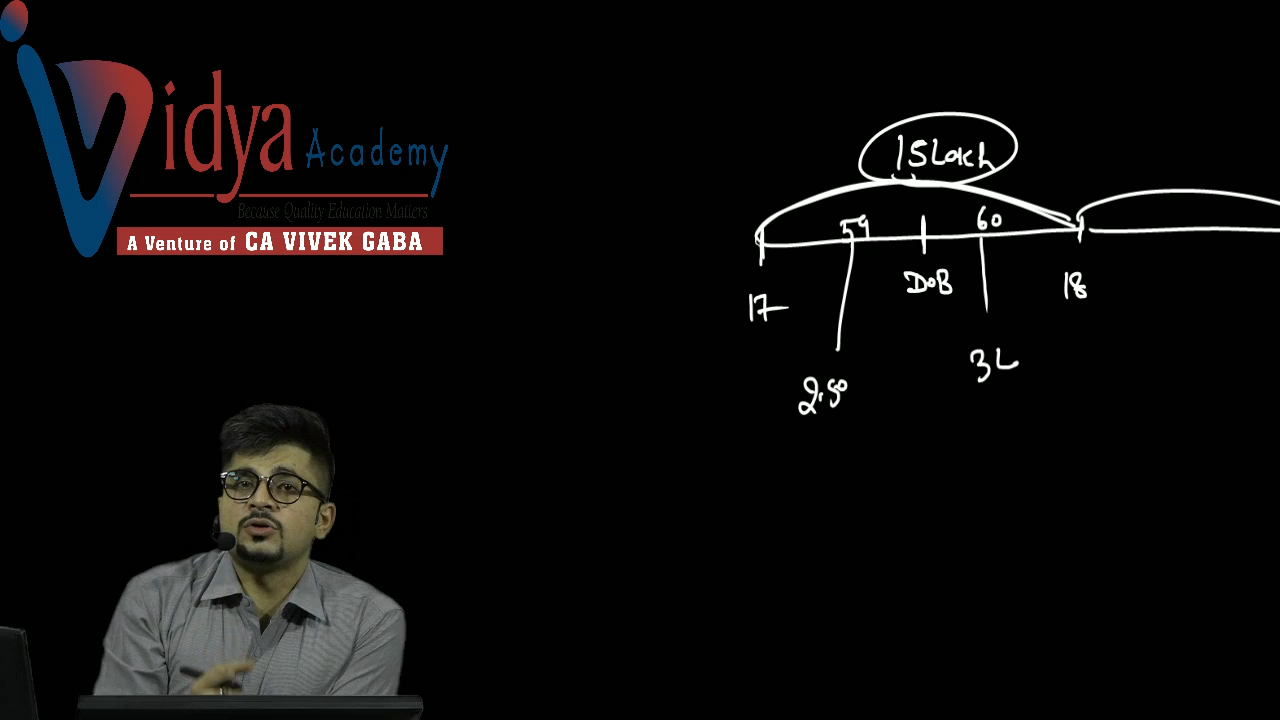 Vidya Academy
Because Quality Education Matters
A Venture of CA VIVEK GABA
15 Lakh
59
60
DOB
17
18
2.50
3L